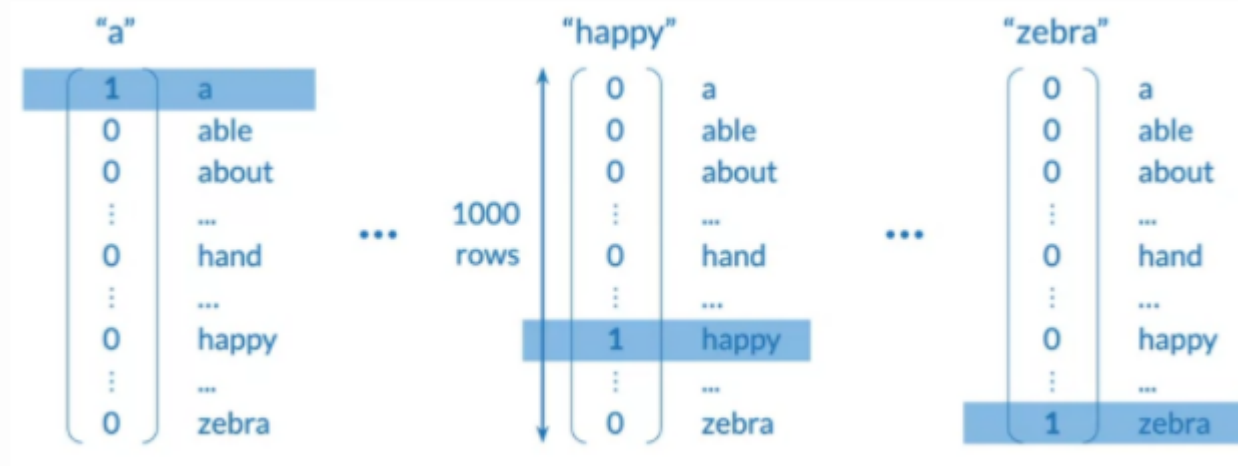 “a” “happy” “zebra”
1 a 0 a 0 a
0 able 0 able 0 able
0 about 0 about 0 about
⋮ ... ••• 1000 ⋮ ... ••• ⋮ ...
0 hand rows 0 hand 0 hand
⋮ ... ⋮ ... ⋮ ...
0 happy 1 happy 0 happy
⋮ ... ⋮ ... ⋮ ...
0 zebra 0 zebra 1 zebra